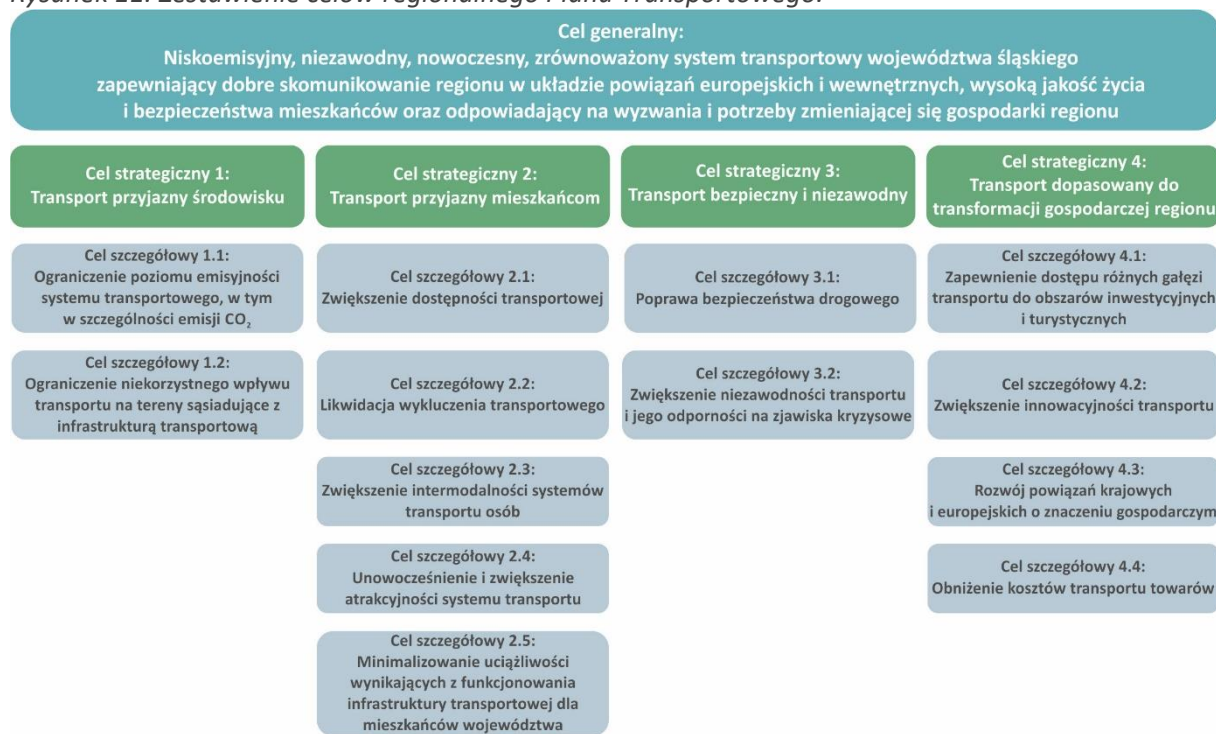 Rysunek 11. Zestawienie celów regionalnego Planu Transportowego.
Cel generalny:
Niskoemisyjny, niezawodny, nowoczesny, zrównoważony system transportowy województwa śląskiego
zapewniający dobre skomunikowanie regionu w układzie powiązań europejskich i wewnętrznych, wysoką jakość życia
i bezpieczeństwa mieszkańców oraz odpowiadający na wyzwania i potrzeby zmieniającej się gospodarki regionu
Cel strategiczny 1:
Transport przyjazny środowisku
Cel strategiczny 2:
Transport przyjazny mieszkańcom
Cel strategiczny 3:
Transport bezpieczny i niezawodny
Cel strategiczny 4:
Transport dopasowany do
transformacji gospodarczej regionu
Cel szczegółowy 1.1:
Ograniczenie poziomu emisyjności
systemu transportowego, w tym
w szczególności emisji CO₂
Cel szczegółowy 2.1:
Zwiększenie dostępności transportowej
Cel szczegółowy 3.1:
Poprawa bezpieczeństwa drogowego
Cel szczegółowy 4.1:
Zapewnienie dostępu różnych gałęzi
transportu do obszarów inwestycyjnych
i turystycznych
Cel szczegółowy 1.2:
Ograniczenie niekorzystnego wpływu
transportu na tereny sąsiadujące z
infrastrukturą transportową
Cel szczegółowy 2.2:
Likwidacja wykluczenia transportowego
Cel szczegółowy 3.2:
Zwiększenie niezawodności transportu
i jego odporności na zjawiska kryzysowe
Cel szczegółowy 4.2:
Zwiększenie innowacyjności transportu
Cel szczegółowy 2.3:
Zwiększenie intermodalności systemów
transportu osób
Cel szczegółowy 4.3:
Rozwój powiązań krajowych
i europejskich o znaczeniu gospodarczym
Cel szczegółowy 2.4:
Unowocześnienie i zwiększenie
atrakcyjności systemu transportu
Cel szczegółowy 4.4:
Obniżenie kosztów transportu towarów
Cel szczegółowy 2.5:
Minimalizowanie uciążliwości
wynikających z funkcjonowania
infrastruktury transportowej dla
mieszkańców województwa